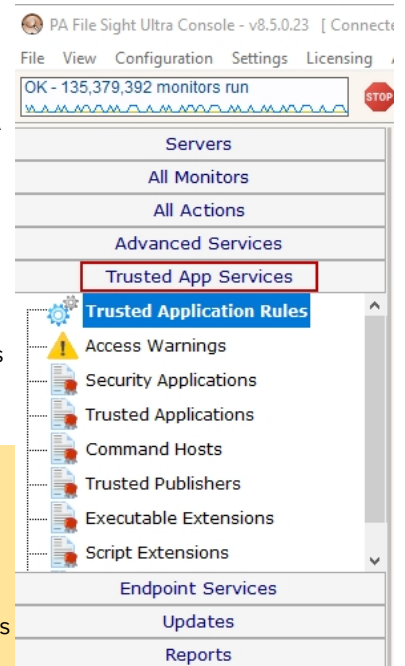 PA File Sight Ultra Console - v8.5.0.23 [ Connecte
File View Configuration Settings Licensing
OK - 135,379,392 monitors run
STOP
Servers
All Monitors
All Actions
Advanced Services
Trusted App Services
Trusted Application Rules
Access Warnings
s
Security Applications
Trusted Applications
Command Hosts
Trusted Publishers
Executable Extensions
Script Extensions
Endpoint Services
Updates
s
Reports